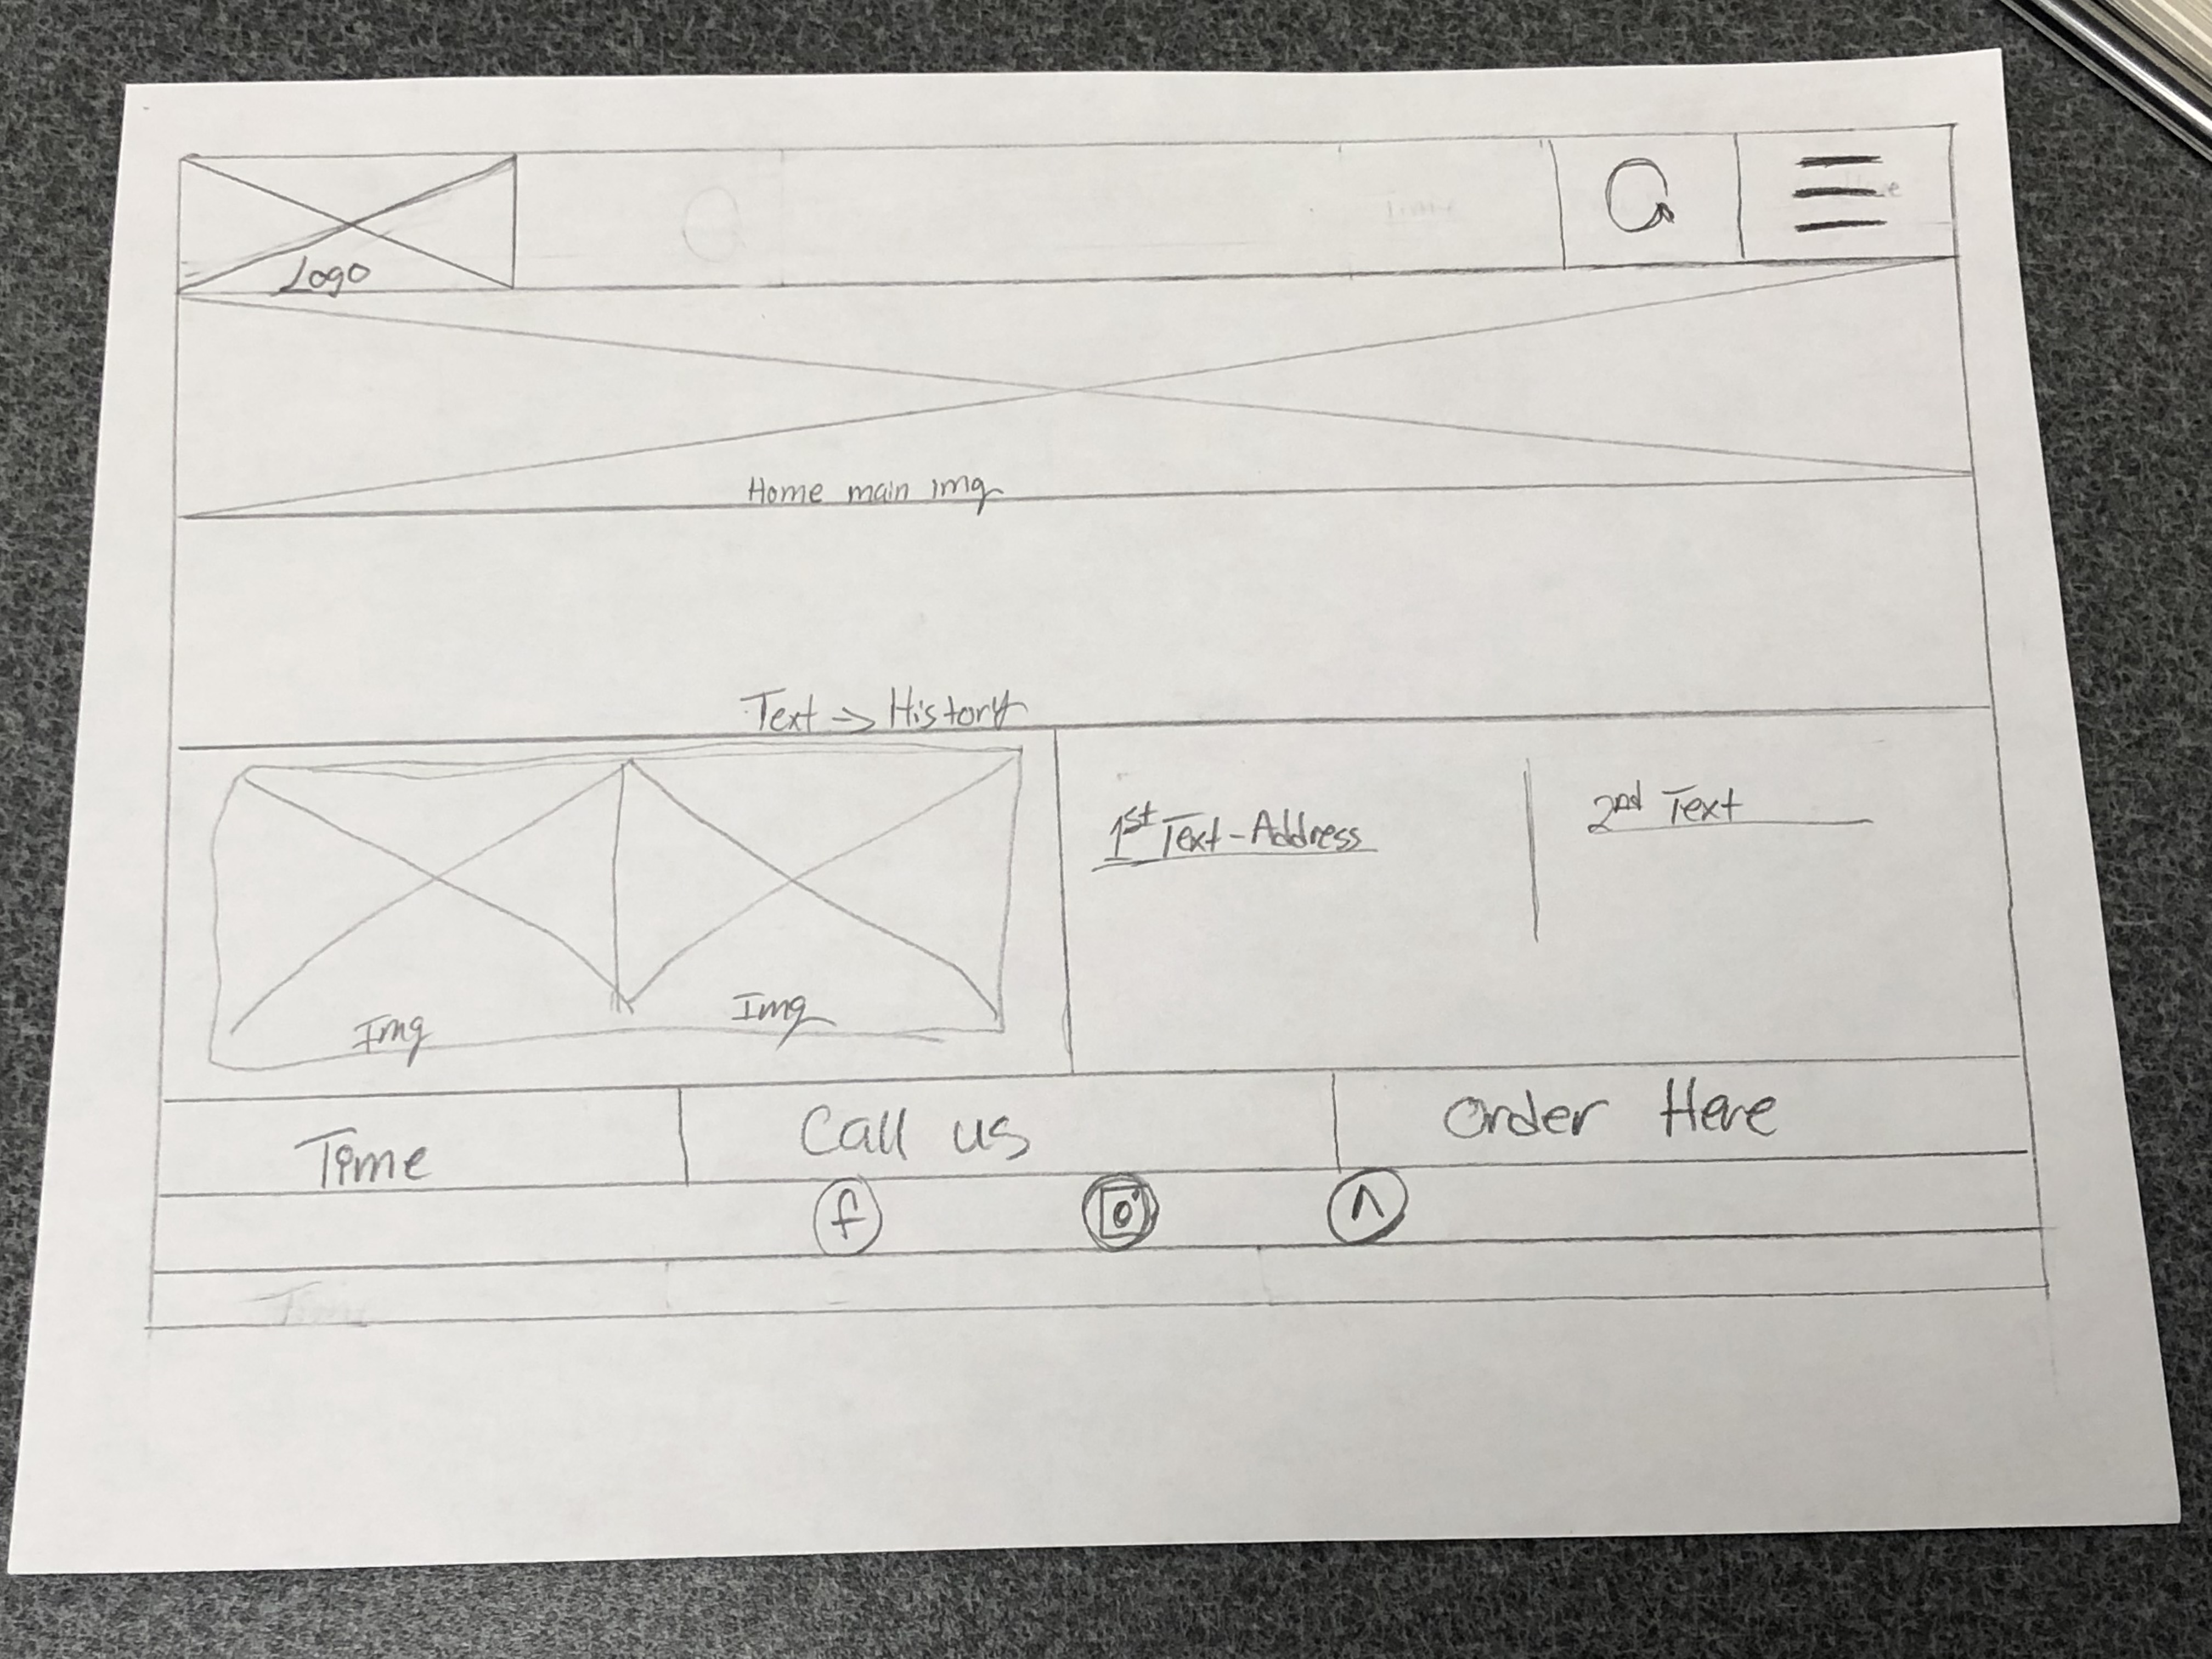 Logo
Home main img
Text → History
Img
Img
1st Text - Address
2nd Text
Time
Call us
Order Here
f